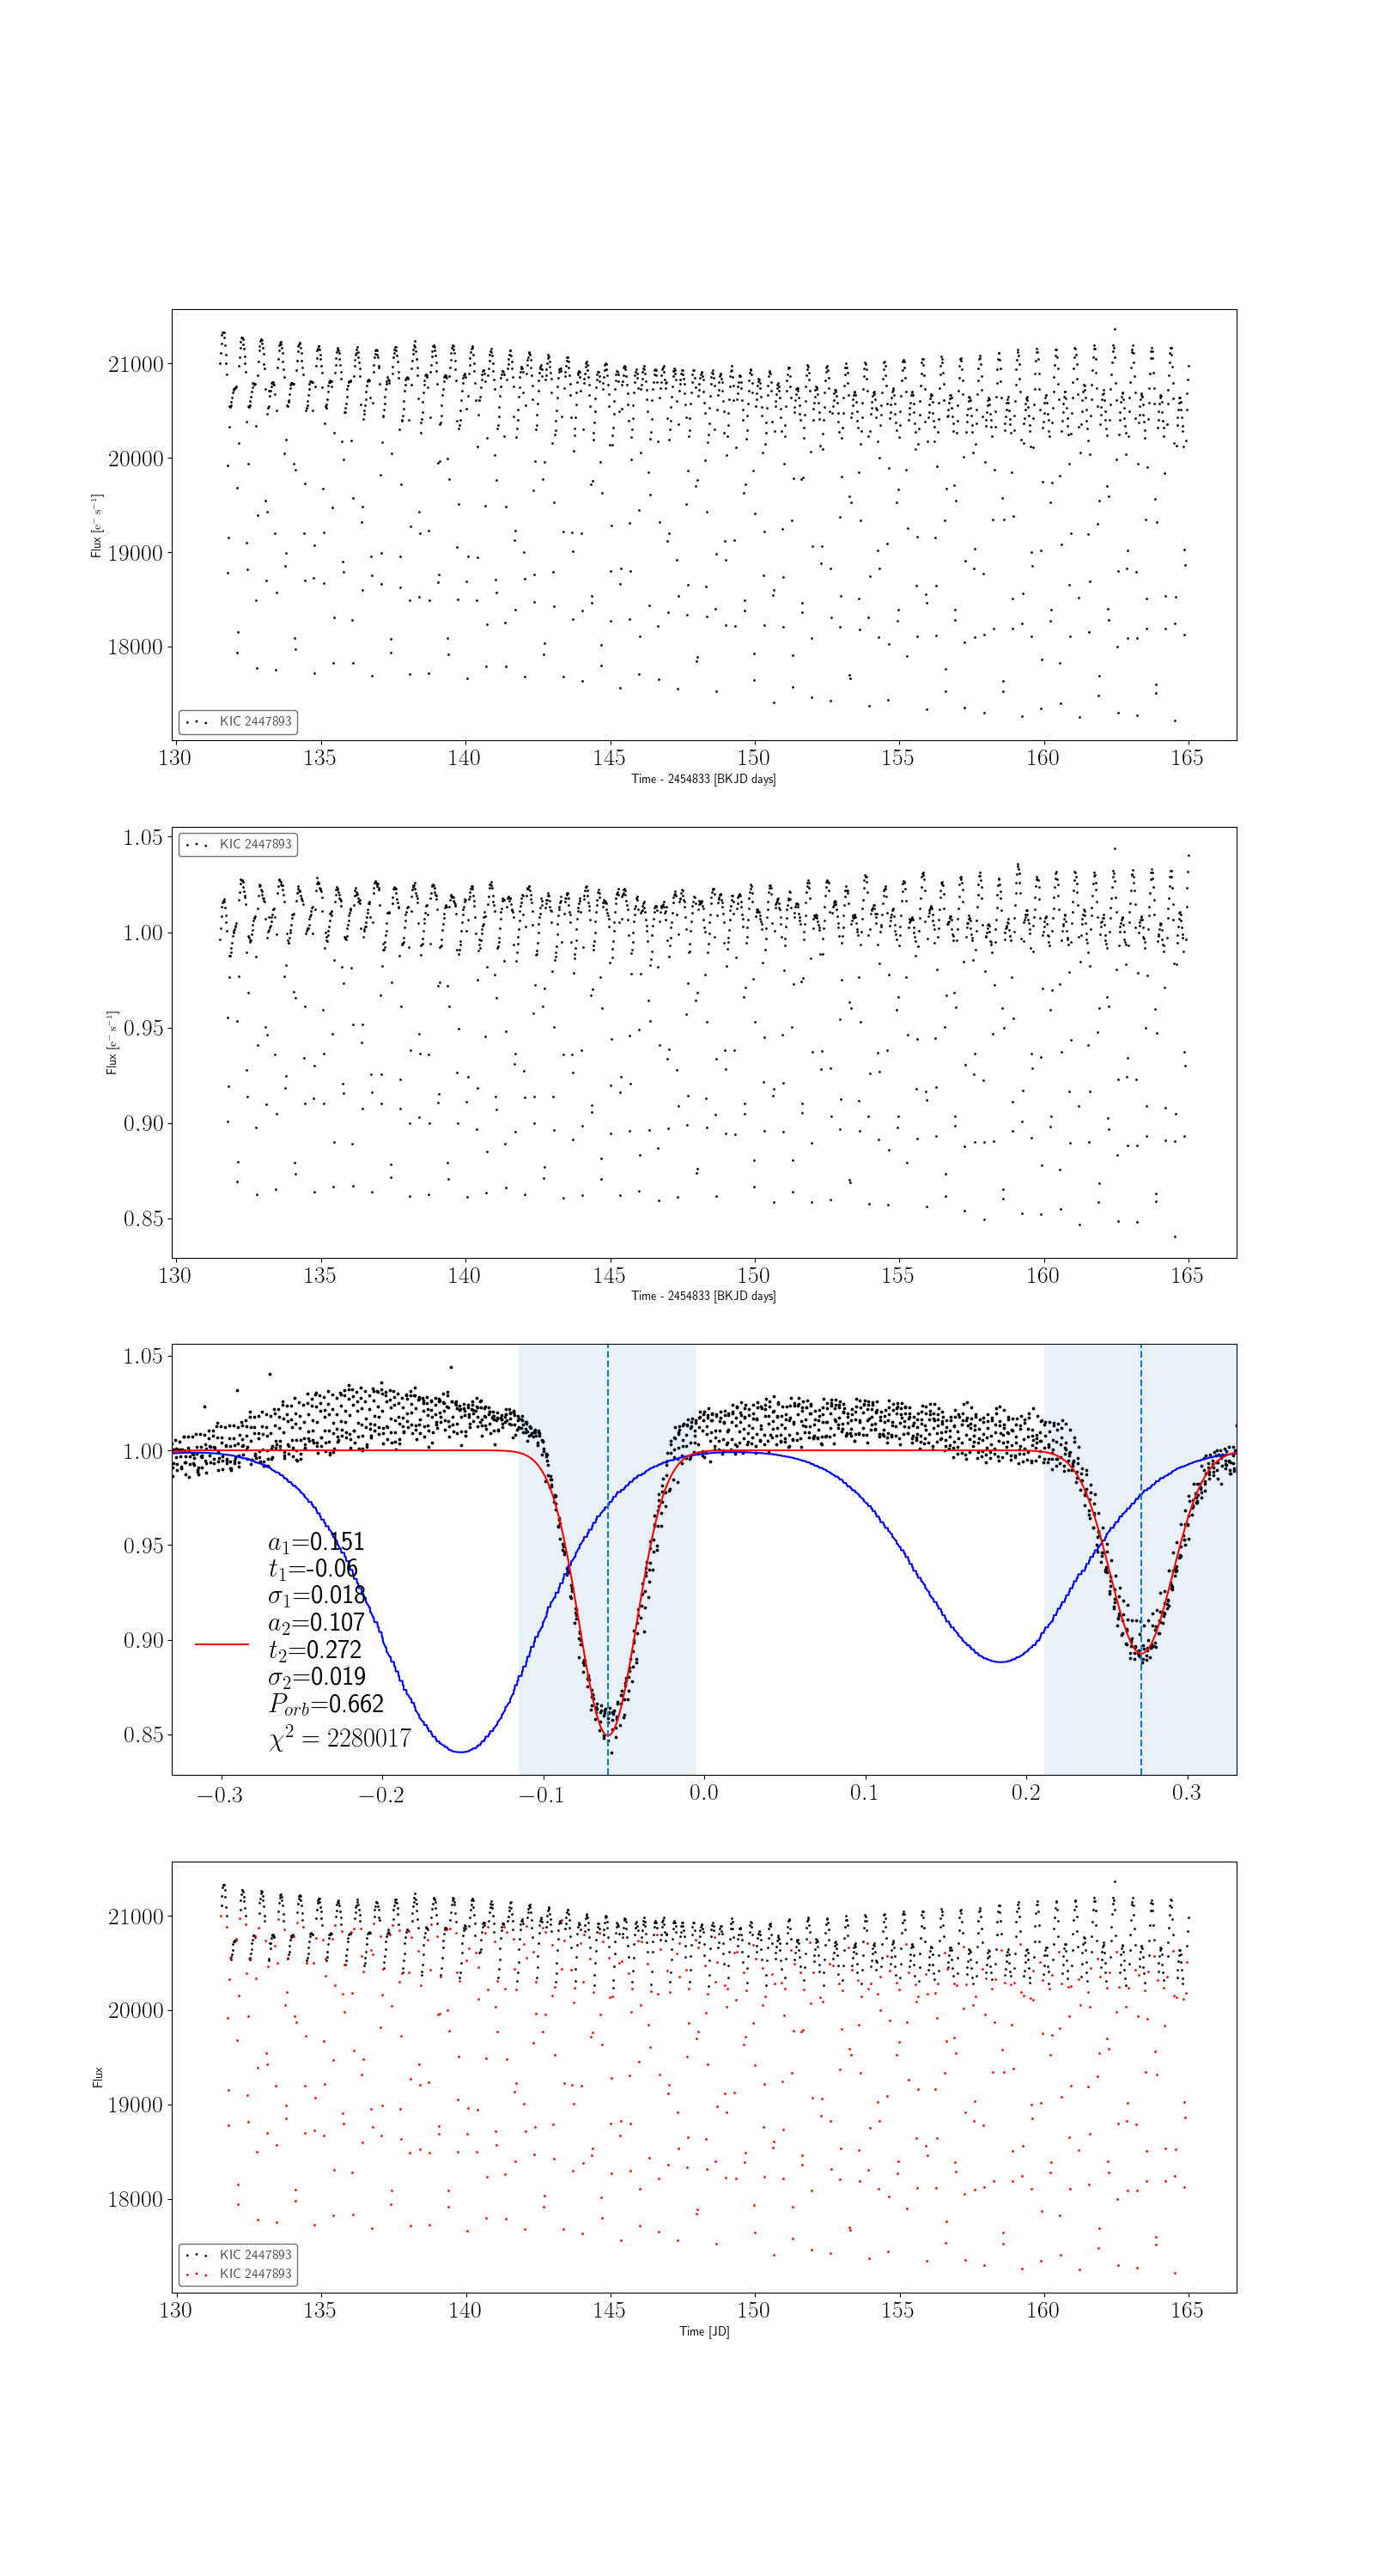 21000
20000
19000
18000
Flux [e⁻ s⁻¹]
KIC 2447893
130 135 140 145 150 155 160 165
Time - 2454833 [BKJD days]
KIC 2447893
1.05
1.00
0.95
0.90
0.85
Flux [e⁻ s⁻¹]
130 135 140 145 150 155 160 165
Time - 2454833 [BKJD days]
1.05
1.00
0.95
0.90
0.85
a₁=0.151
t₁=-0.06
σ₁=0.018
a₂=0.107
t₂=0.272
σ₂=0.019
P_orb=0.662
χ² = 2280017
−0.3 −0.2 −0.1 0.0 0.1 0.2 0.3
21000
20000
19000
18000
Flux
KIC 2447893
KIC 2447893
130 135 140 145 150 155 160 165
Time [JD]